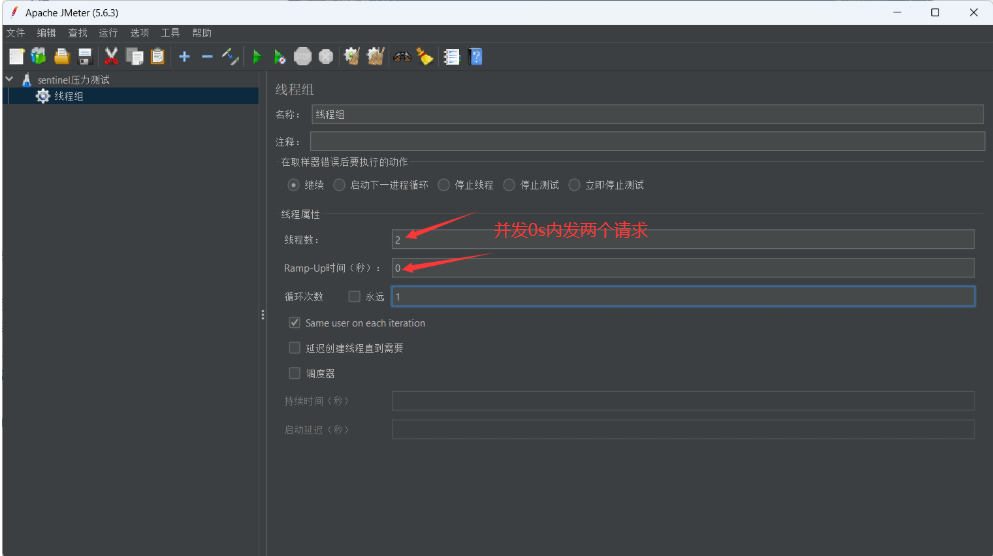 Apache JMeter (5.6.3)
文件 编辑 查找 运行 选项 工具 帮助
sentinel压力测试
线程组
线程组
名称： 线程组
注释：
在取样器错误后要执行的动作
继续 启动下一进程循环 停止线程 停止测试 立即停止测试
线程属性
并发0s内发两个请求
线程数： 2
Ramp-Up时间（秒）： 0
循环次数 永远 1
Same user on each iteration
延迟创建线程直到需要
调度器
持续时间（秒）
启动延迟（秒）